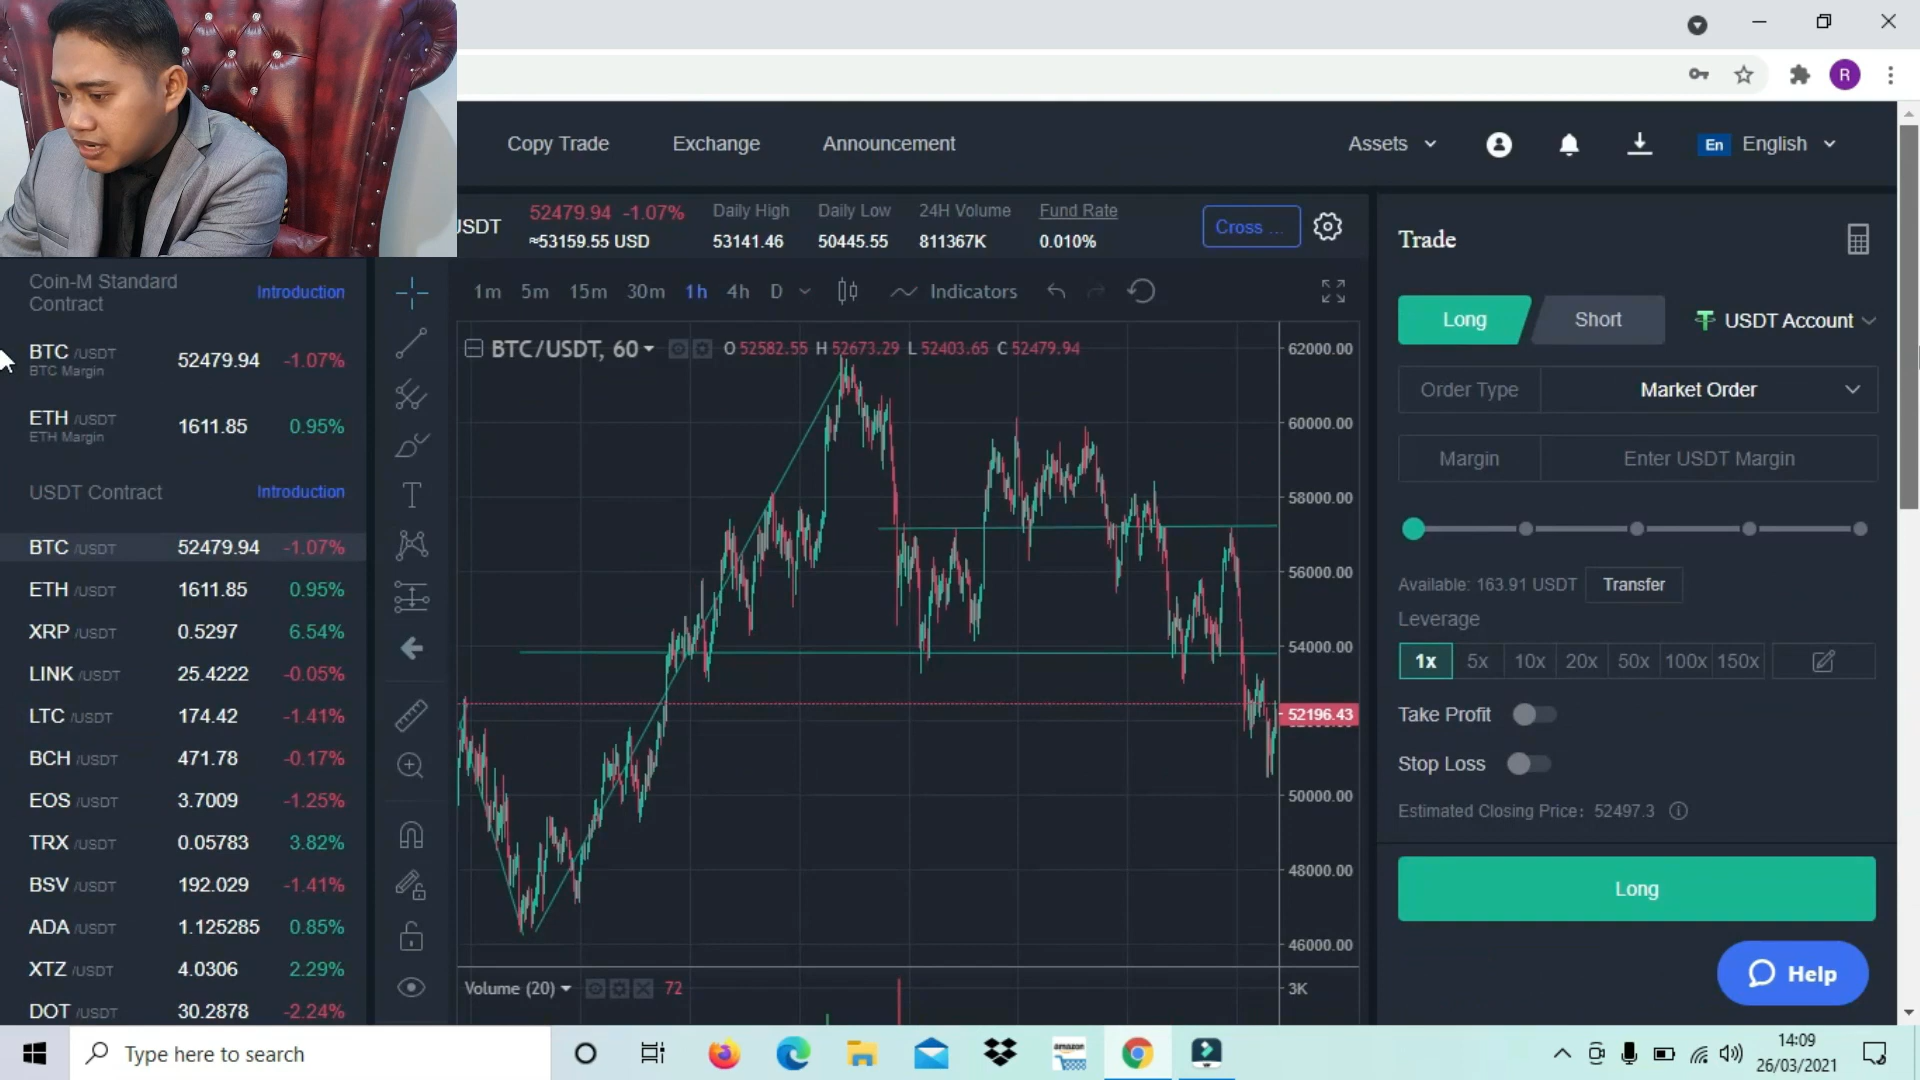 R
Copy Trade Exchange Announcement Assets En English
USDT 52479.94 -1.07% Daily High Daily Low 24H Volume Fund Rate
≈53159.55 USD 53141.46 50445.55 811367K 0.010%
Cross ...
Trade
Coin-M Standard Contract Introduction
BTC /USDT 52479.94 -1.07%
BTC Margin
ETH /USDT 1611.85 0.95%
ETH Margin
USDT Contract Introduction
BTC /USDT 52479.94 -1.07%
ETH /USDT 1611.85 0.95%
XRP /USDT 0.5297 6.54%
LINK /USDT 25.4222 -0.05%
LTC /USDT 174.42 -1.41%
BCH /USDT 471.78 -0.17%
EOS /USDT 3.7009 -1.25%
TRX /USDT 0.05783 3.82%
BSV /USDT 192.029 -1.41%
ADA /USDT 1.125285 0.85%
XTZ /USDT 4.0306 2.29%
DOT /USDT 30.2878 -2.24%
1m 5m 15m 30m 1h 4h D Indicators
BTC/USDT, 60 O 52582.55 H 52673.29 L 52403.65 C 52479.94
62000.00
60000.00
58000.00
56000.00
54000.00
52196.43
50000.00
48000.00
46000.00
Volume (20) 72 3K
Long Short USDT Account
Order Type Market Order
Margin Enter USDT Margin
Available: 163.91 USDT Transfer
Leverage
1x 5x 10x 20x 50x 100x 150x
Take Profit
Stop Loss
Estimated Closing Price: 52497.3
Long
Help
Type here to search
amazon
14:09
26/03/2021